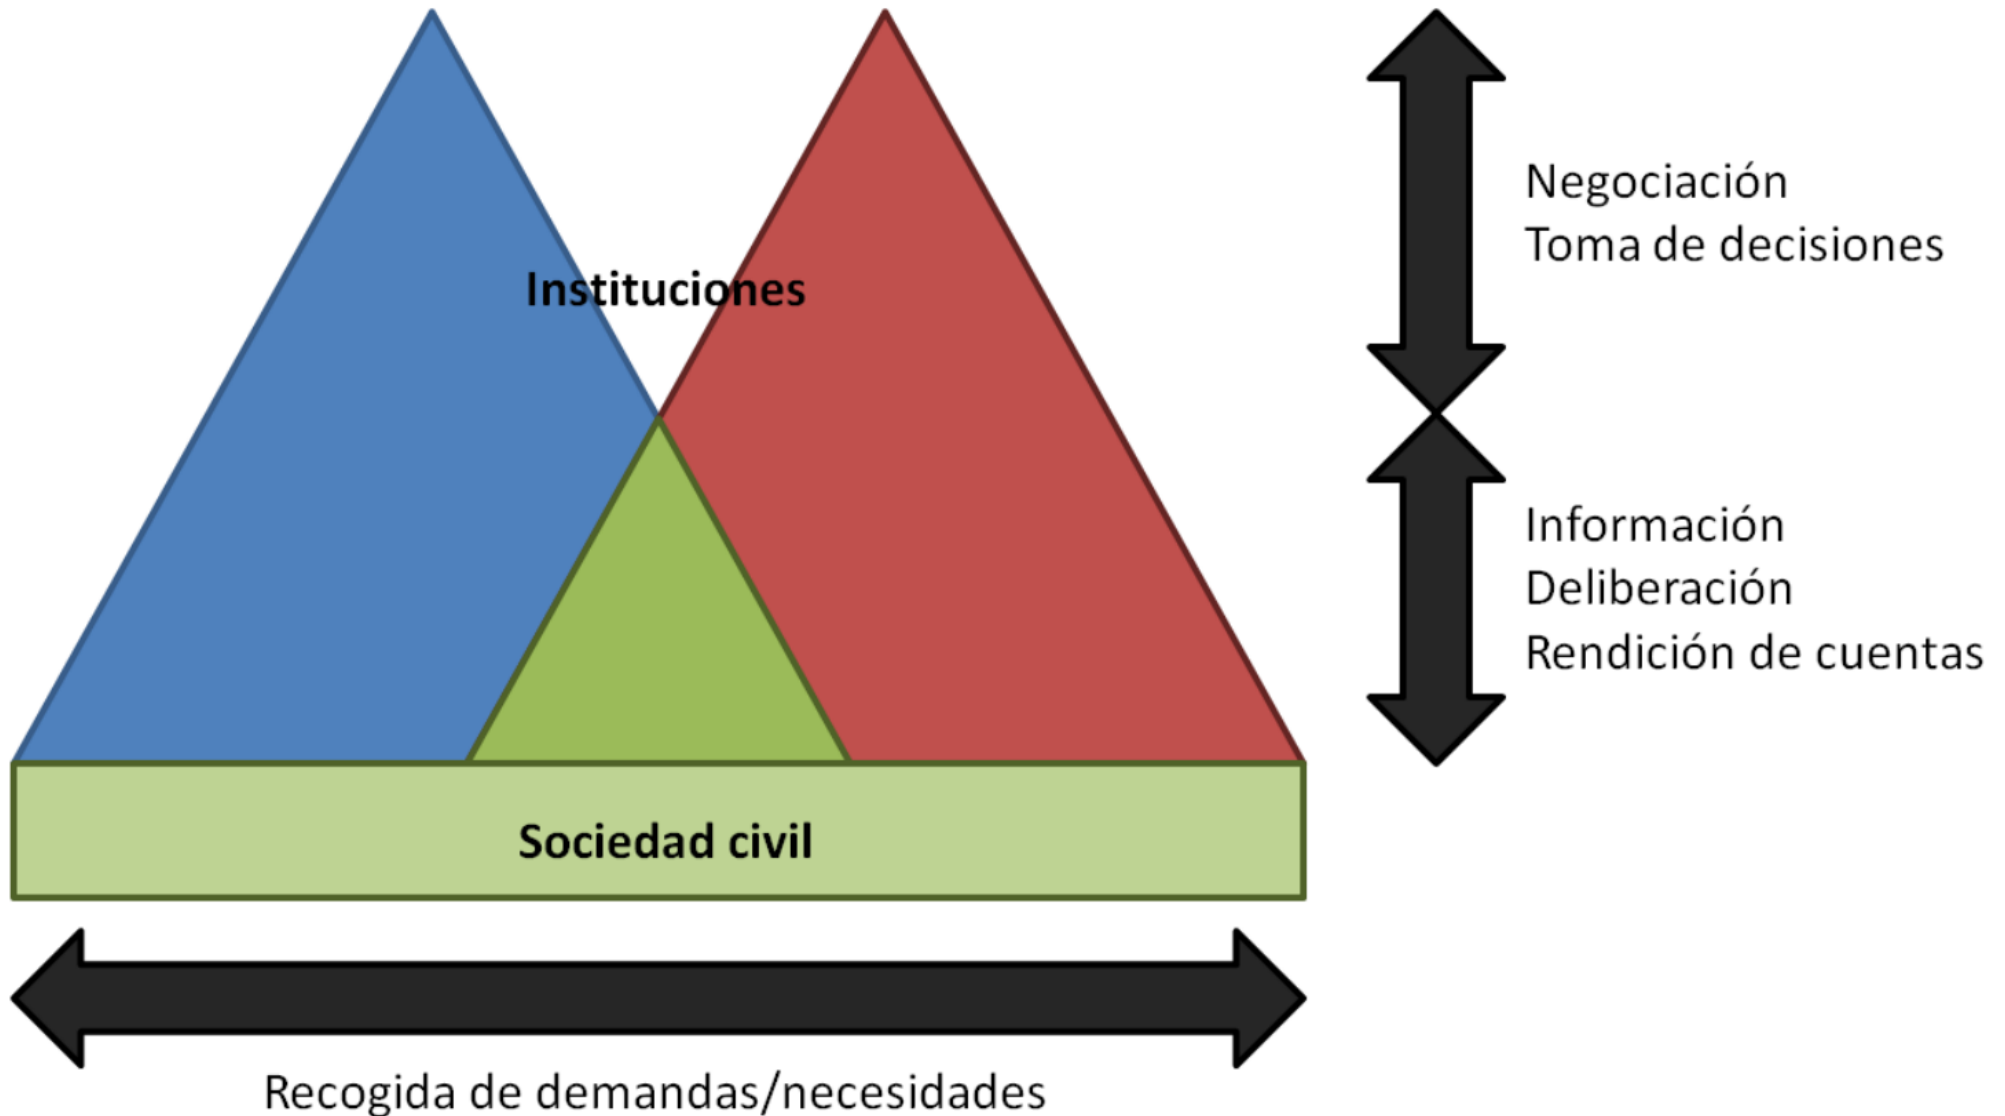 Instituciones
Negociación
Toma de decisiones
Información
Deliberación
Rendición de cuentas
Sociedad civil
Recogida de demandas/necesidades